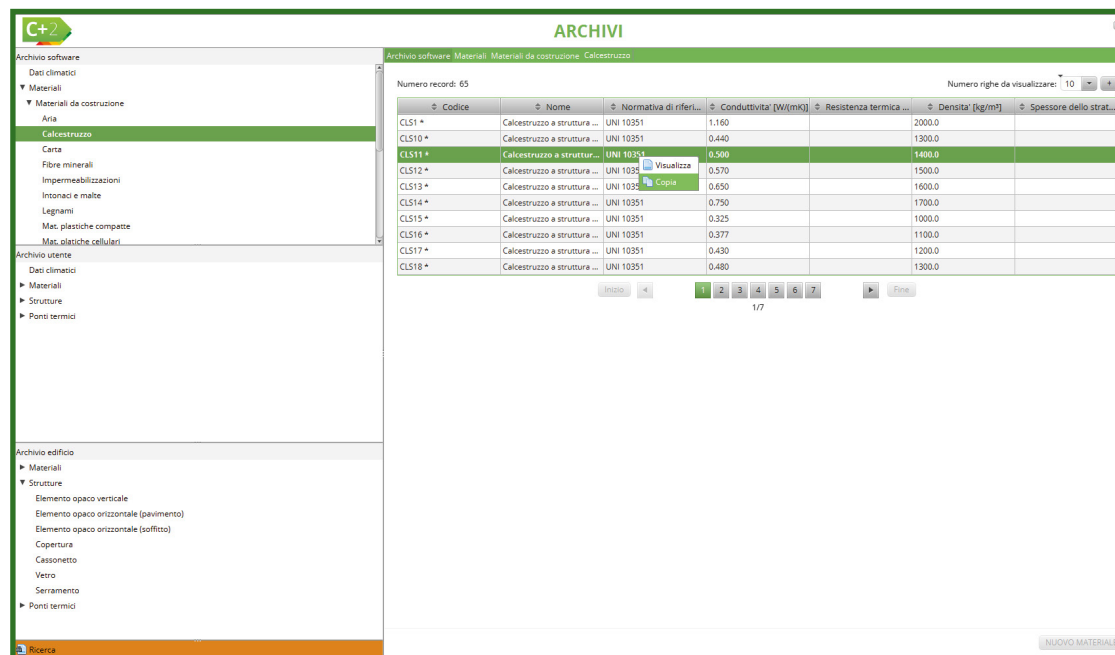 C+2
ARCHIVI
Archivio software
Dati climatici
Materiali
Materiali da costruzione
Aria
Calcestruzzo
Carta
Fibre minerali
Impermeabilizzazioni
Intonaci e malte
Legnami
Mat. plastiche compatte
Mat. platiche cellulari
Archivio utente
Dati climatici
Materiali
Strutture
Ponti termici
Archivio edificio
Materiali
Strutture
Elemento opaco verticale
Elemento opaco orizzontale (pavimento)
Elemento opaco orizzontale (soffitto)
Copertura
Cassonetto
Vetro
Serramento
Ponti termici
Ricerca
Archivio software Materiali Materiali da costruzione Calcestruzzo
Numero record: 65 Numero righe da visualizzare: 10 +
Codice Nome Normativa di riferi... Conduttivita' [W/(mK)] Resistenza termica ... Densita' [kg/m³] Spessore dello strat...
CLS1 * Calcestruzzo a struttura ... UNI 10351 1.160 2000.0
CLS10 * Calcestruzzo a struttura ... UNI 10351 0.440 1300.0
CLS11 * Calcestruzzo a struttur... UNI 10351 0.500 1400.0
CLS12 * Calcestruzzo a struttura ... UNI 1035 0.570 1500.0
CLS13 * Calcestruzzo a struttura ... UNI 1035 0.650 1600.0
CLS14 * Calcestruzzo a struttura ... UNI 10351 0.750 1700.0
CLS15 * Calcestruzzo a struttura ... UNI 10351 0.325 1000.0
CLS16 * Calcestruzzo a struttura ... UNI 10351 0.377 1100.0
CLS17 * Calcestruzzo a struttura ... UNI 10351 0.430 1200.0
CLS18 * Calcestruzzo a struttura ... UNI 10351 0.480 1300.0
Visualizza
Copia
Inizio 1 2 3 4 5 6 7 Fine
1/7
NUOVO MATERIALE